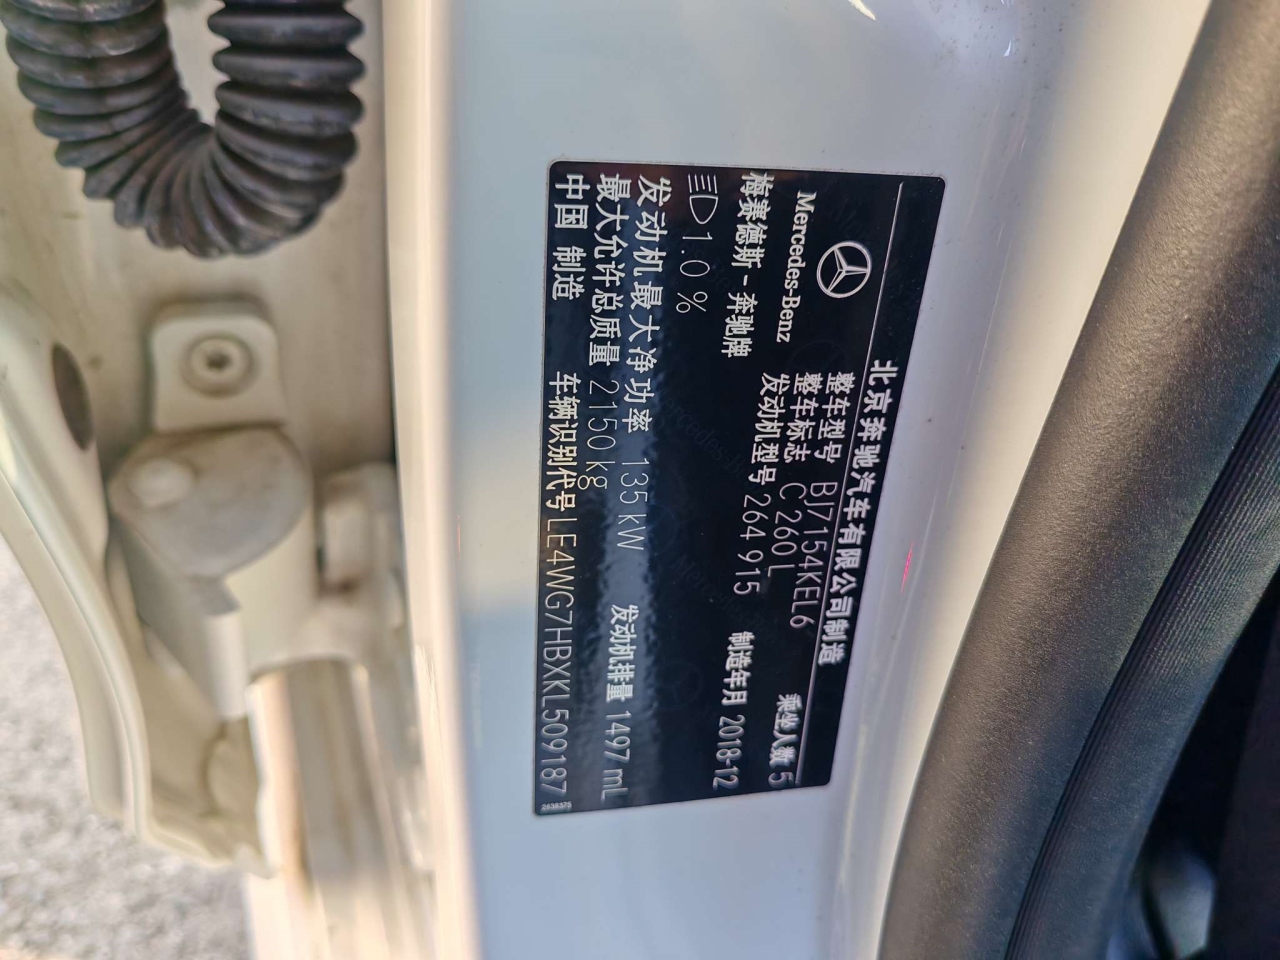 北京奔驰汽车有限公司制造
Mercedes-Benz
梅赛德斯-奔驰牌
整车型号 BJ7154KEL6
整车标志 C 260 L
乘坐人数 5
发动机型号 264 915
制造年月 2018-12
1.0 %
发动机最大净功率 135 kW
发动机排量 1497 mL
最大允许总质量 2150 kg
中国 制造
车辆识别代号 LE4WG7HBXKL509187
2638375